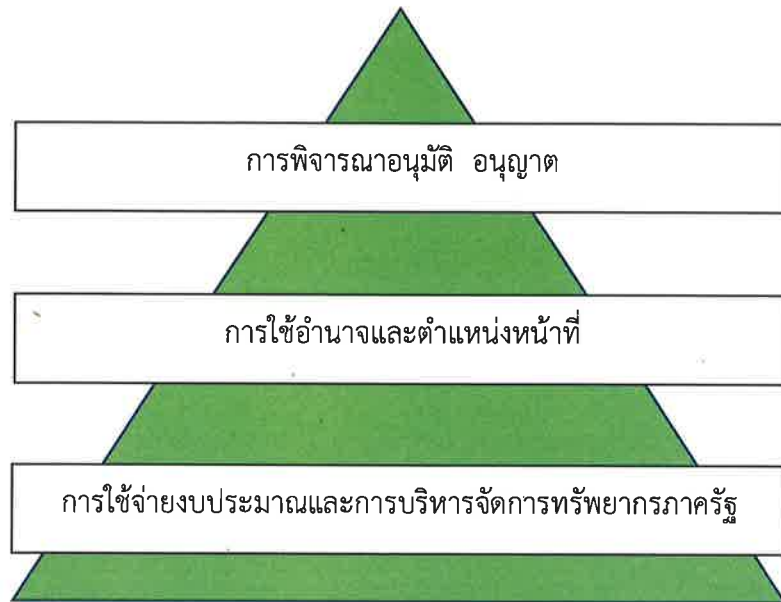 การพิจารณาอนุมัติ อนุญาต
การใช้อำนาจและตำแหน่งหน้าที่
การใช้จ่ายงบประมาณและการบริหารจัดการทรัพยากรภาครัฐ